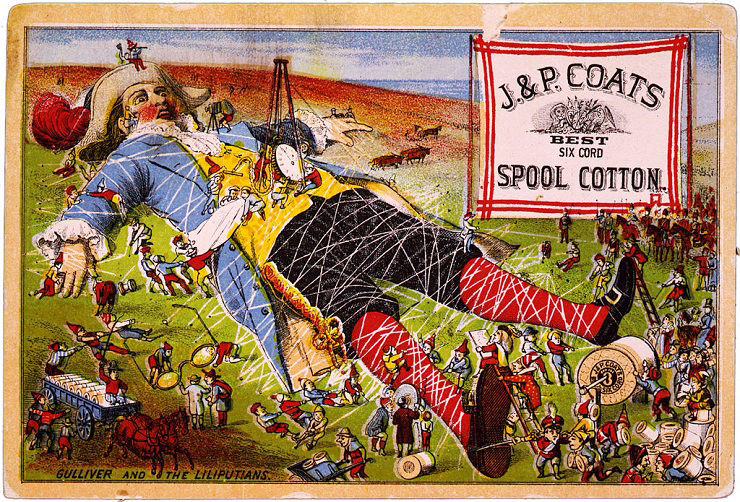 J. & P. COATS
BEST
SIX CORD
SPOOL COTTON.
GULLIVER AND THE LILIPUTIANS.